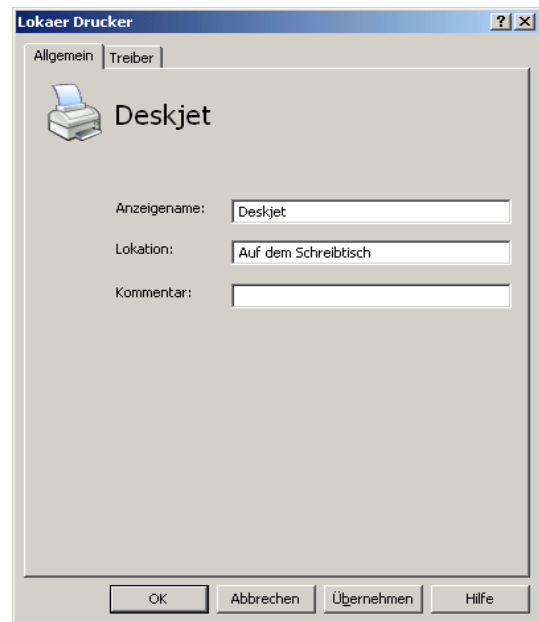 Lokaer Drucker
Allgemein Treiber
Deskjet
Anzeigename: Deskjet
Lokation: Auf dem Schreibtisch
Kommentar:
OK Abbrechen Übernehmen Hilfe